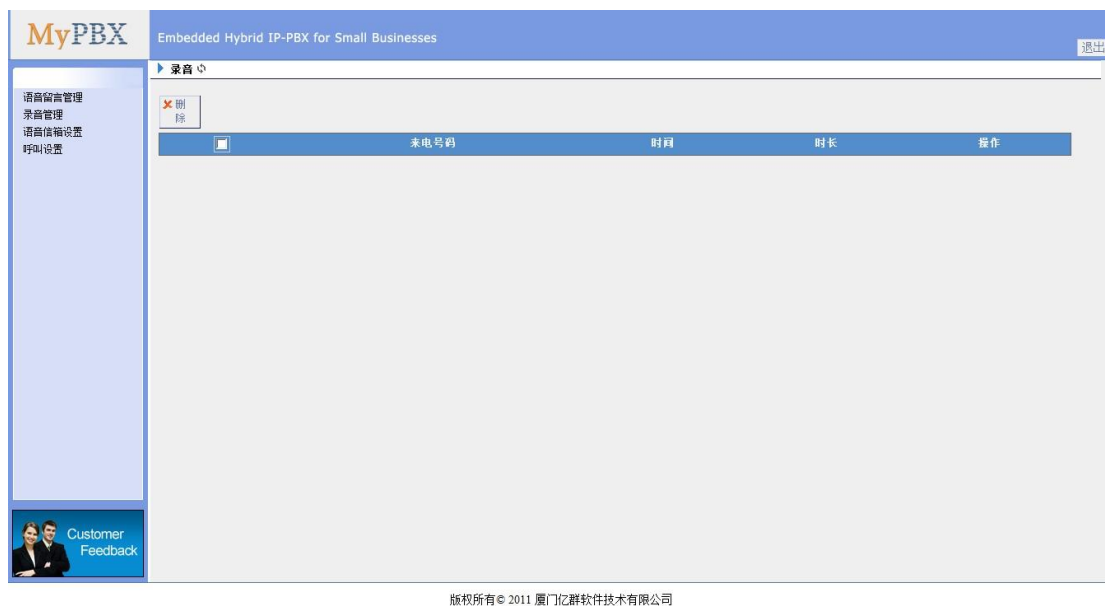 MyPBX
Embedded Hybrid IP-PBX for Small Businesses
退出
录音
语音留言管理
录音管理
语音信箱设置
呼叫设置
删
除
来电号码 时间 时长 操作
Customer
Feedback
版权所有© 2011 厦门亿群软件技术有限公司